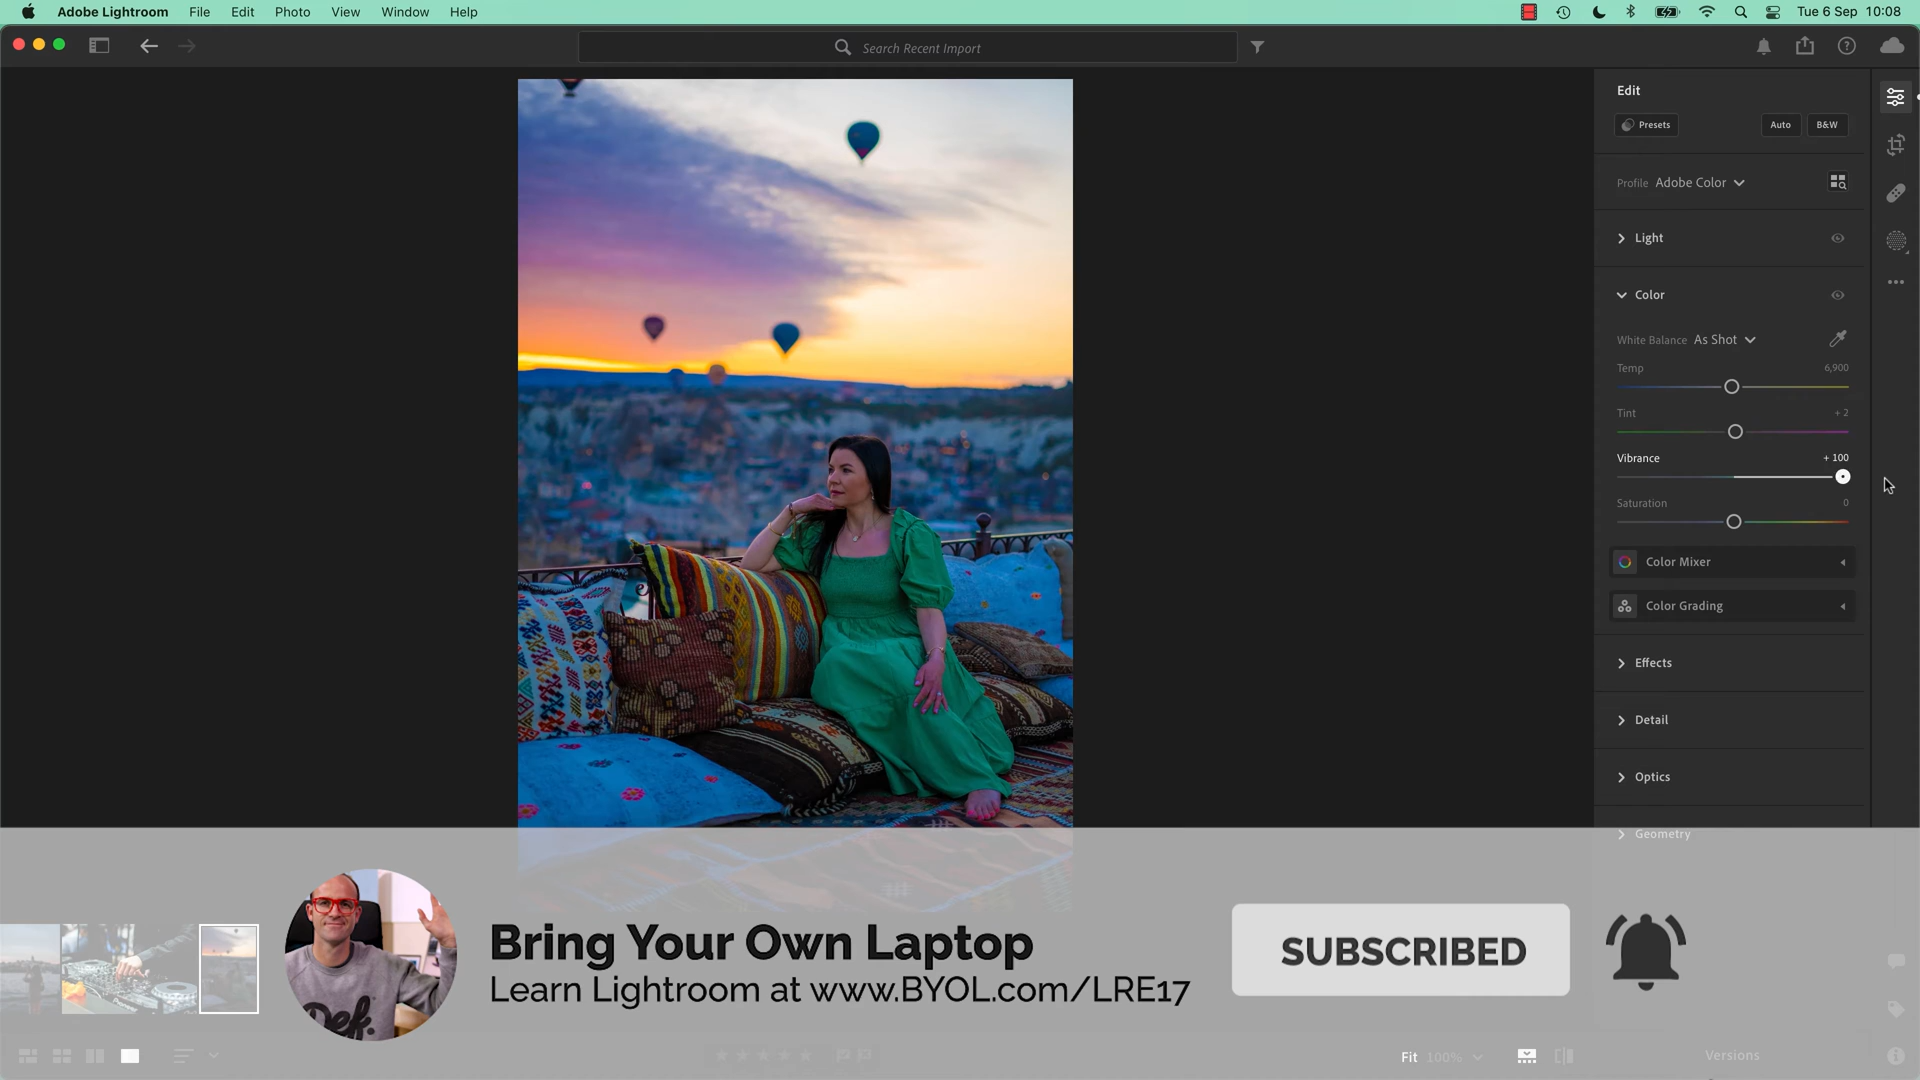 Adobe Lightroom File Edit Photo View Window Help
Tue 6 Sep 10:08
Search Recent Import
Edit
Presets Auto B&W
Profile Adobe Color
Light
Color
White Balance As Shot
Temp 6,900
Tint + 2
Vibrance + 100
Saturation 0
Color Mixer
Color Grading
Effects
Detail
Optics
Geometry
Bring Your Own Laptop
Learn Lightroom at www.BYOL.com/LRE17
SUBSCRIBED
Def.
Fit 100%
Versions